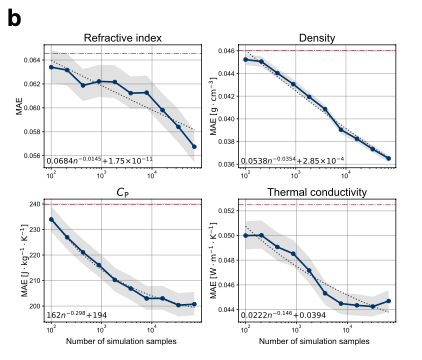 b
Refractive index
Density
MAE
0.064
0.062
0.060
0.058
0.056
0.0684n^−0.0145+1.75×10^−11
10^2
10^3
10^4
MAE [g · cm^−3]
0.046
0.044
0.042
0.040
0.038
0.036
0.0538n^−0.0354+2.85×10^−4
10^2
10^3
10^4
C_P
Thermal conductivity
MAE [J · kg^−1 · K^−1]
240
230
220
210
200
162n^−0.298+194
10^2
10^3
10^4
Number of simulation samples
MAE [W · m^−1 · K^−1]
0.052
0.050
0.048
0.046
0.044
0.0222n^−0.146+0.0394
10^2
10^3
10^4
Number of simulation samples